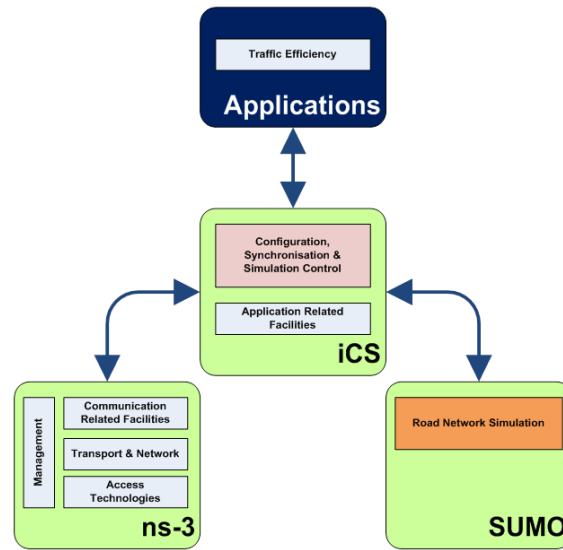 Traffic Efficiency
Applications
Configuration,
Synchronisation &
Simulation Control
Application Related
Facilities
iCS
Management
Communication
Related Facilities
Transport & Network
Access
Technologies
ns-3
Road Network Simulation
SUMO